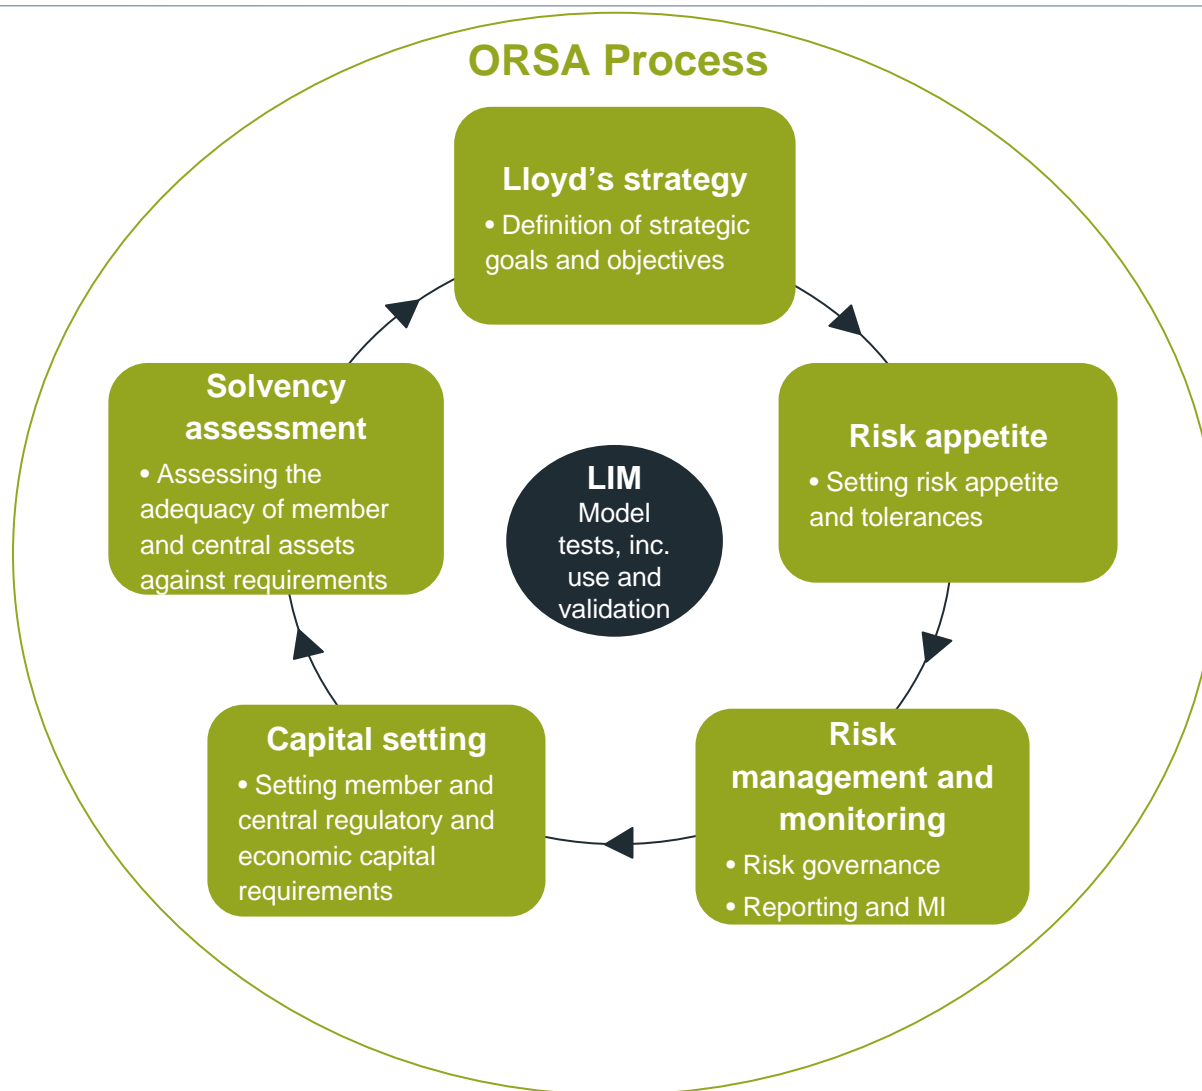 ORSA Process
Lloyd’s strategy
• Definition of strategic
goals and objectives
Risk appetite
• Setting risk appetite
and tolerances
Risk
management and
monitoring
• Risk governance
• Reporting and MI
Capital setting
• Setting member and
central regulatory and
economic capital
requirements
Solvency
assessment
• Assessing the
adequacy of member
and central assets
against requirements
LIM
Model
tests, inc.
use and
validation